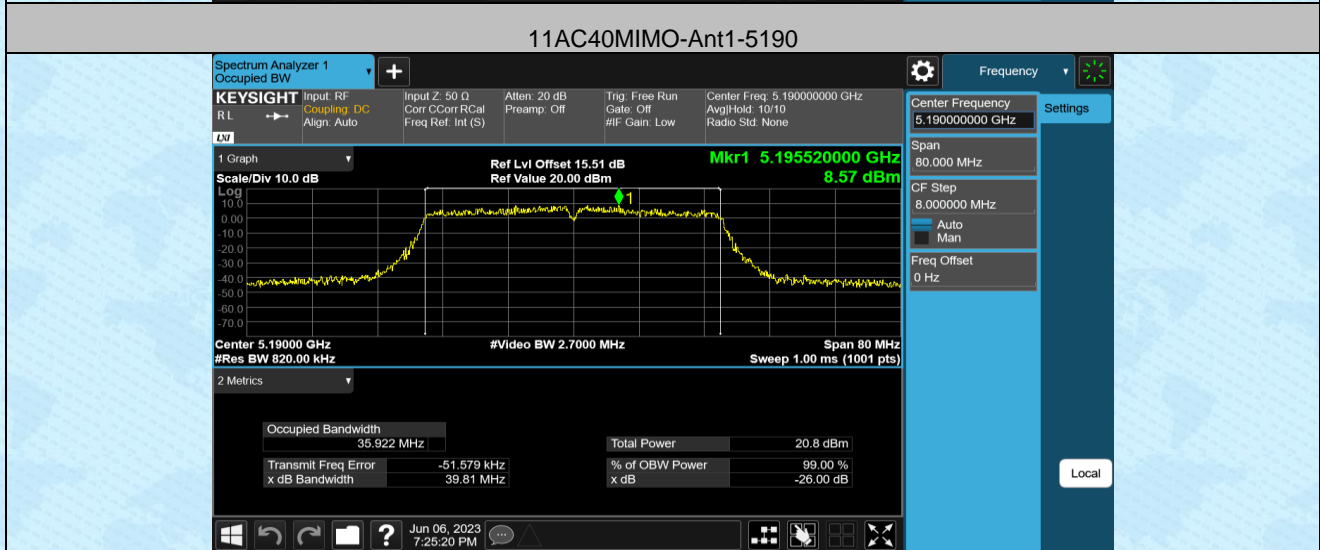 11AC40MIMO-Ant1-5190
Spectrum Analyzer 1
Occupied BW
+
Frequency
KEYSIGHT
R L
LXI
Input: RF
Coupling: DC
Align: Auto
Input Z: 50 Ω
Corr CCorr RCal
Freq Ref: Int (S)
Atten: 20 dB
Preamp: Off
Trig: Free Run
Gate: Off
#IF Gain: Low
Center Freq: 5.190000000 GHz
Avg|Hold: 10/10
Radio Std: None
Center Frequency
5.190000000 GHz
Settings
Span
80.000 MHz
CF Step
8.000000 MHz
Auto
Man
Freq Offset
0 Hz
1 Graph
Scale/Div 10.0 dB
Ref Lvl Offset 15.51 dB
Ref Value 20.00 dBm
Mkr1 5.195520000 GHz
8.57 dBm
Log
10.0
0.00
-10.0
-20.0
-30.0
-40.0
-50.0
-60.0
-70.0
1
Center 5.19000 GHz
#Res BW 820.00 kHz
#Video BW 2.7000 MHz
Span 80 MHz
Sweep 1.00 ms (1001 pts)
2 Metrics
Occupied Bandwidth
35.922 MHz
Total Power 20.8 dBm
Transmit Freq Error -51.579 kHz
% of OBW Power 99.00 %
x dB Bandwidth 39.81 MHz
x dB -26.00 dB
Local
?
Jun 06, 2023
7:25:20 PM